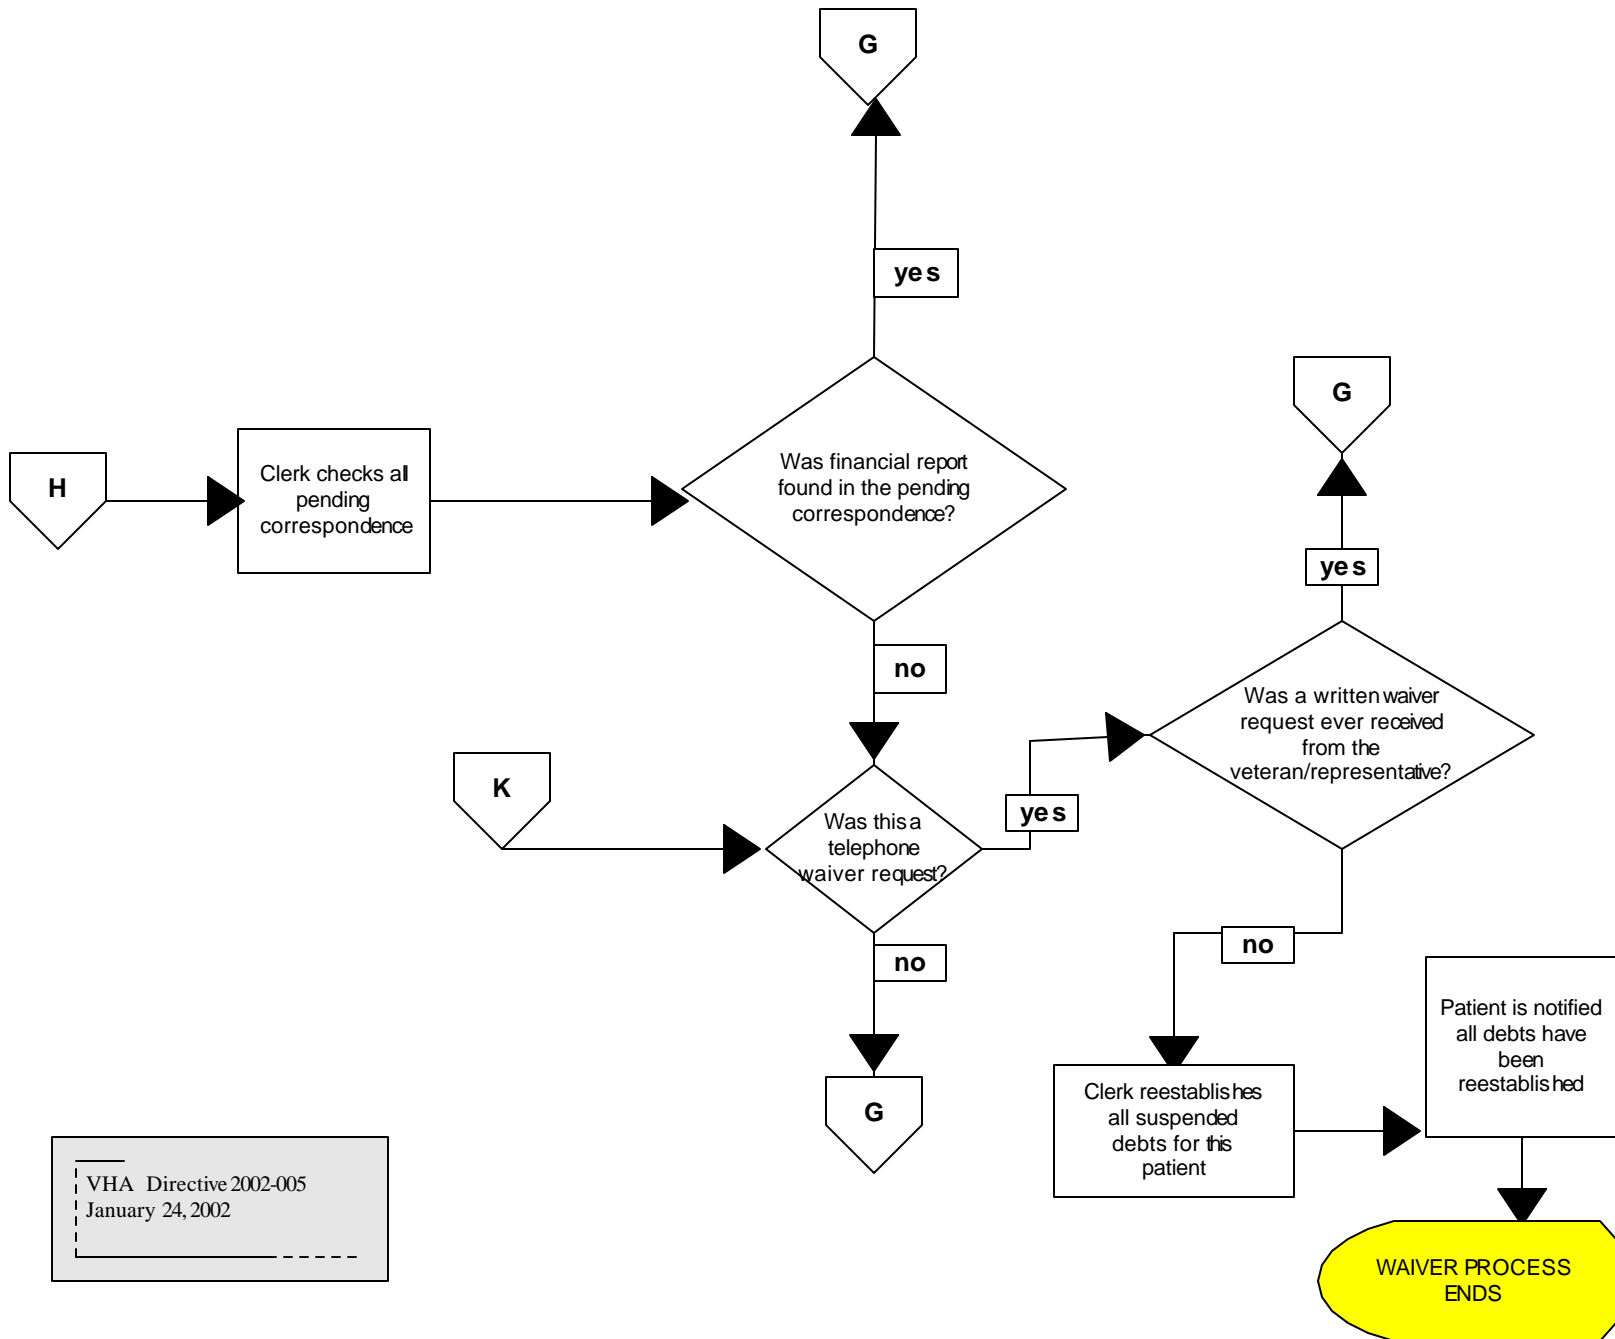 G
yes
H
Clerk checks all
pending
correspondence
Was financial report
found in the pending
correspondence?
no
K
Was this a
telephone
waiver request?
yes
no
G
G
yes
Was a written waiver
request ever received
from the
veteran/representative?
no
Clerk reestablishes
all suspended
debts for this
patient
Patient is notified
all debts have
been
reestablished
WAIVER PROCESS
ENDS
VHA Directive 2002-005
January 24, 2002